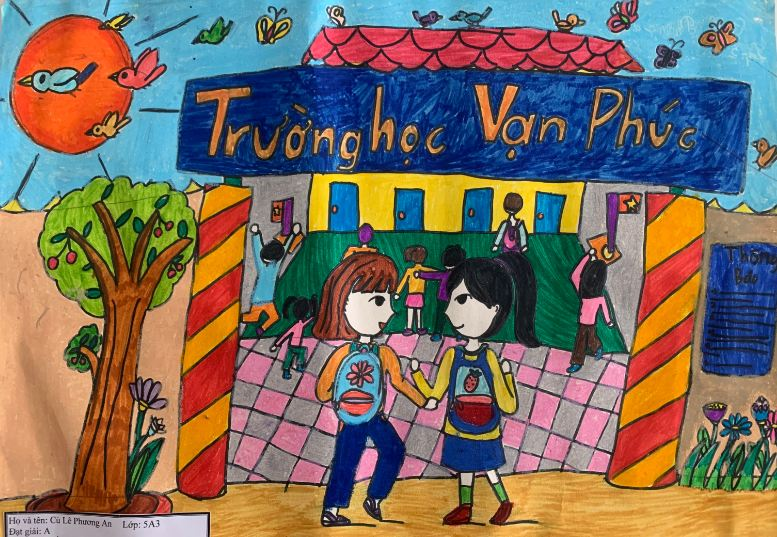 Trường học Vạn Phúc
Thông
Báo
Họ và tên: Cù Lê Phương An Lớp: 5A3
Đạt giải: A